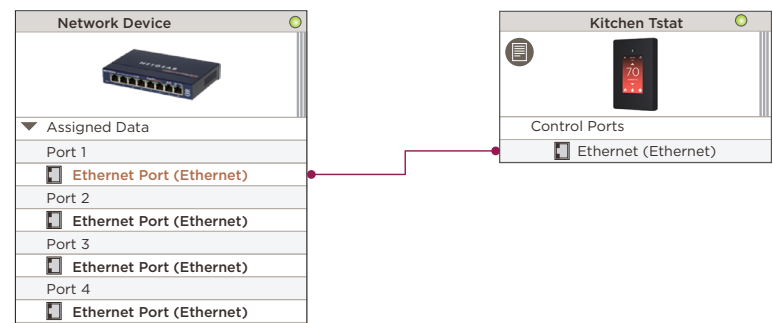 Network Device
NETGEAR
Assigned Data
Port 1
Ethernet Port (Ethernet)
Port 2
Ethernet Port (Ethernet)
Port 3
Ethernet Port (Ethernet)
Port 4
Ethernet Port (Ethernet)
Kitchen Tstat
70
Control Ports
Ethernet (Ethernet)